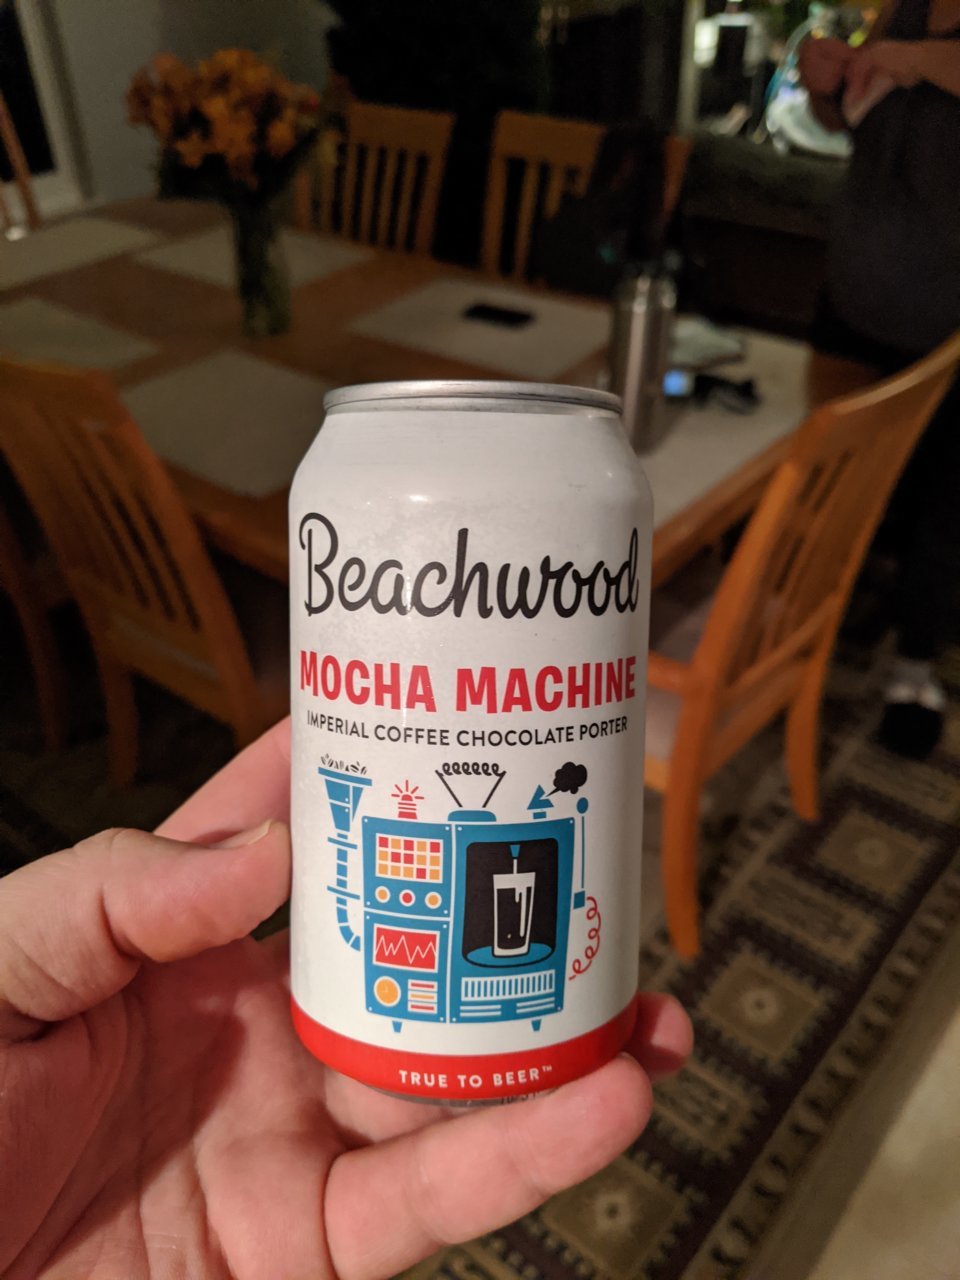 Beachwood
MOCHA MACHINE
IMPERIAL COFFEE CHOCOLATE PORTER
TRUE TO BEER™